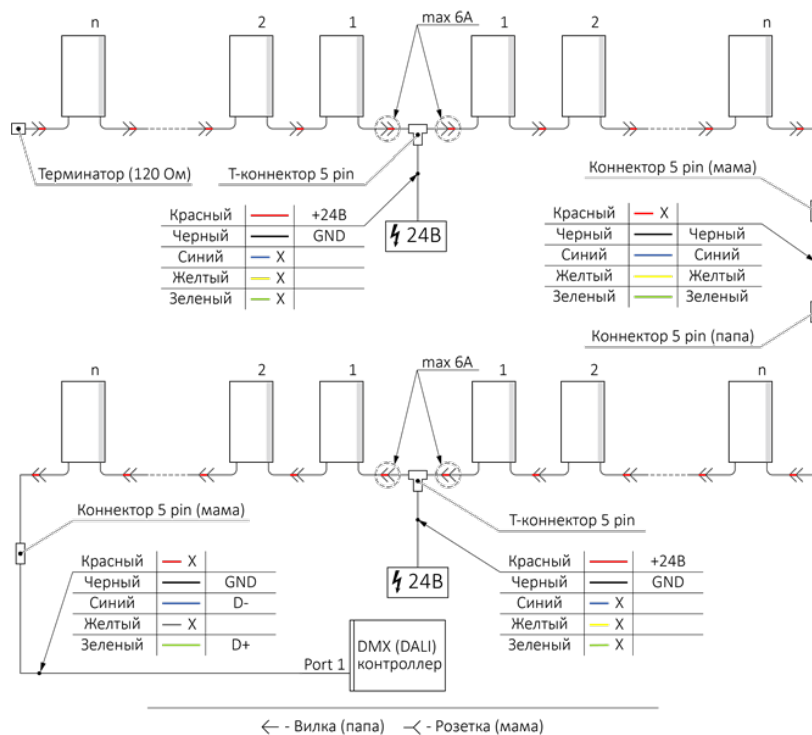 n 2 1 max 6A 1 2 n
Терминатор (120 Ом) Т-коннектор 5 pin Коннектор 5 pin (мама)
Красный +24В
Черный GND
Синий X
Желтый X
Зеленый X
24В
Красный X
Черный Черный
Синий Синий
Желтый Желтый
Зеленый Зеленый
Коннектор 5 pin (папа)
n 2 1 max 6A 1 2 n
Коннектор 5 pin (мама) Т-коннектор 5 pin
Красный X
Черный GND
Синий D-
Желтый X
Зеленый D+
24В
Красный +24В
Черный GND
Синий X
Желтый X
Зеленый X
Port 1
DMX (DALI)
контроллер
- Вилка (папа) - Розетка (мама)